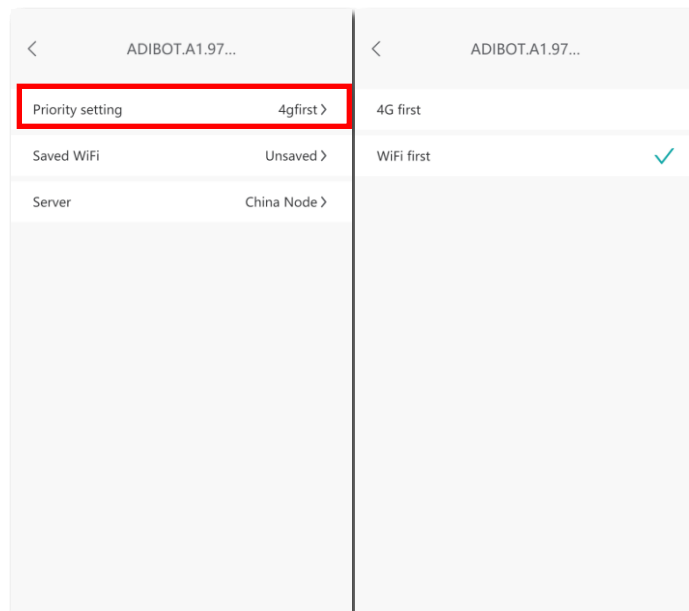 ADIBOT.A1.97...
Priority setting 4gfirst
Saved WiFi Unsaved
Server China Node
ADIBOT.A1.97...
4G first
WiFi first